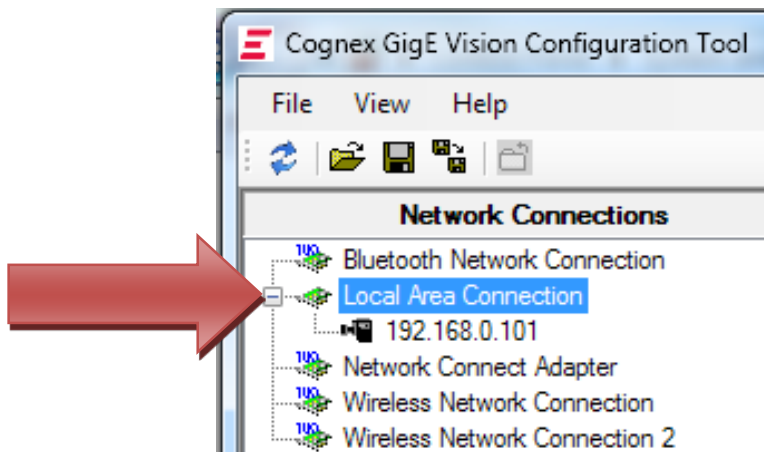 Cognex GigE Vision Configuration Tool
File View Help
Network Connections
Bluetooth Network Connection
Local Area Connection
192.168.0.101
Network Connect Adapter
Wireless Network Connection
Wireless Network Connection 2